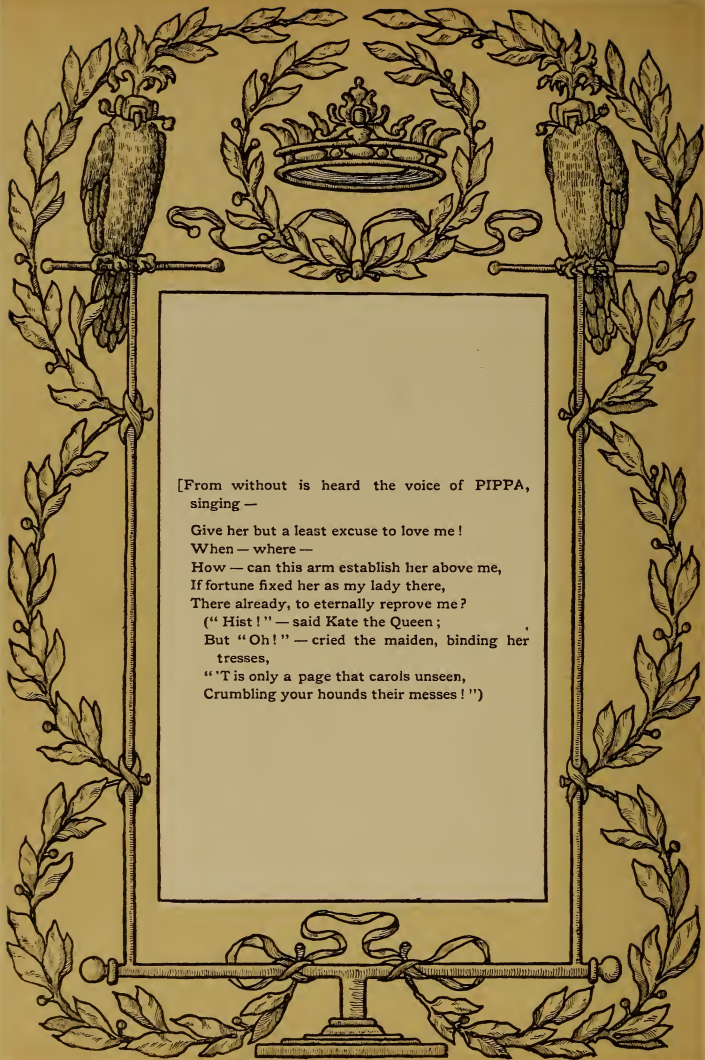 [From without is heard the voice of PIPPA,
singing —
Give her but a least excuse to love me !
When — where —
How — can this arm establish her above me,
If fortune fixed her as my lady there,
There already, to eternally reprove me ?
(" Hist ! " — said Kate the Queen ;
But " Oh ! " — cried the maiden, binding her
tresses,
" 'T is only a page that carols unseen,
Crumbling your hounds their messes ! ")